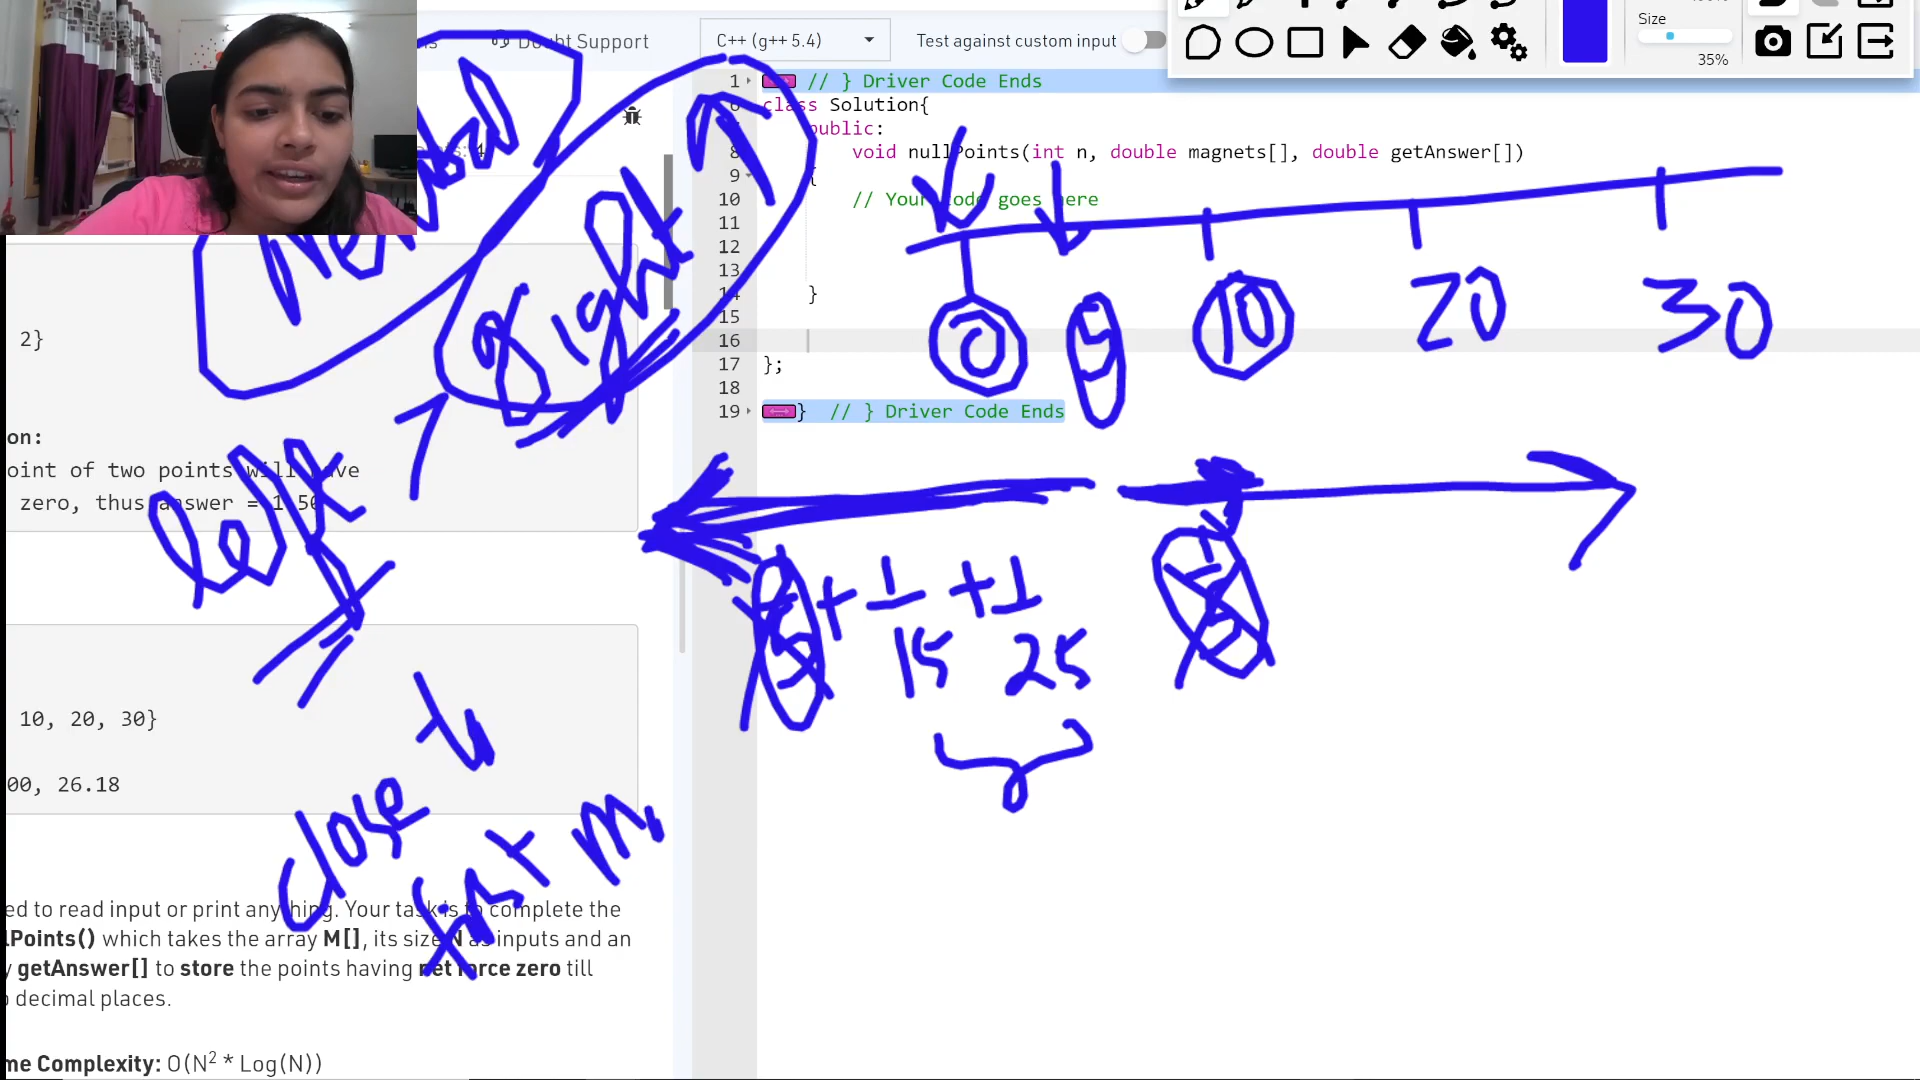 Doubt Support
C++ (g++ 5.4)
Test against custom input
Size
35%
1 // } Driver Code Ends
6 class Solution{
public:
8 void nullPoints(int n, double magnets[], double getAnswer[])
9 {
10 // Your code goes here
11
12
13
14 }
15
16
17 };
18
19 } // } Driver Code Ends
right
left
close to
first m
0 5 10 20 30
+ 1/15 + 1/25
2}
on:
oint of two points will have
zero, thus answer = 1.50
10, 20, 30}
00, 26.18
ed to read input or print anything. Your task is to complete the
lPoints() which takes the array M[], its size N as inputs and an
y getAnswer[] to store the points having net force zero till
o decimal places.
me Complexity: O(N² * Log(N))